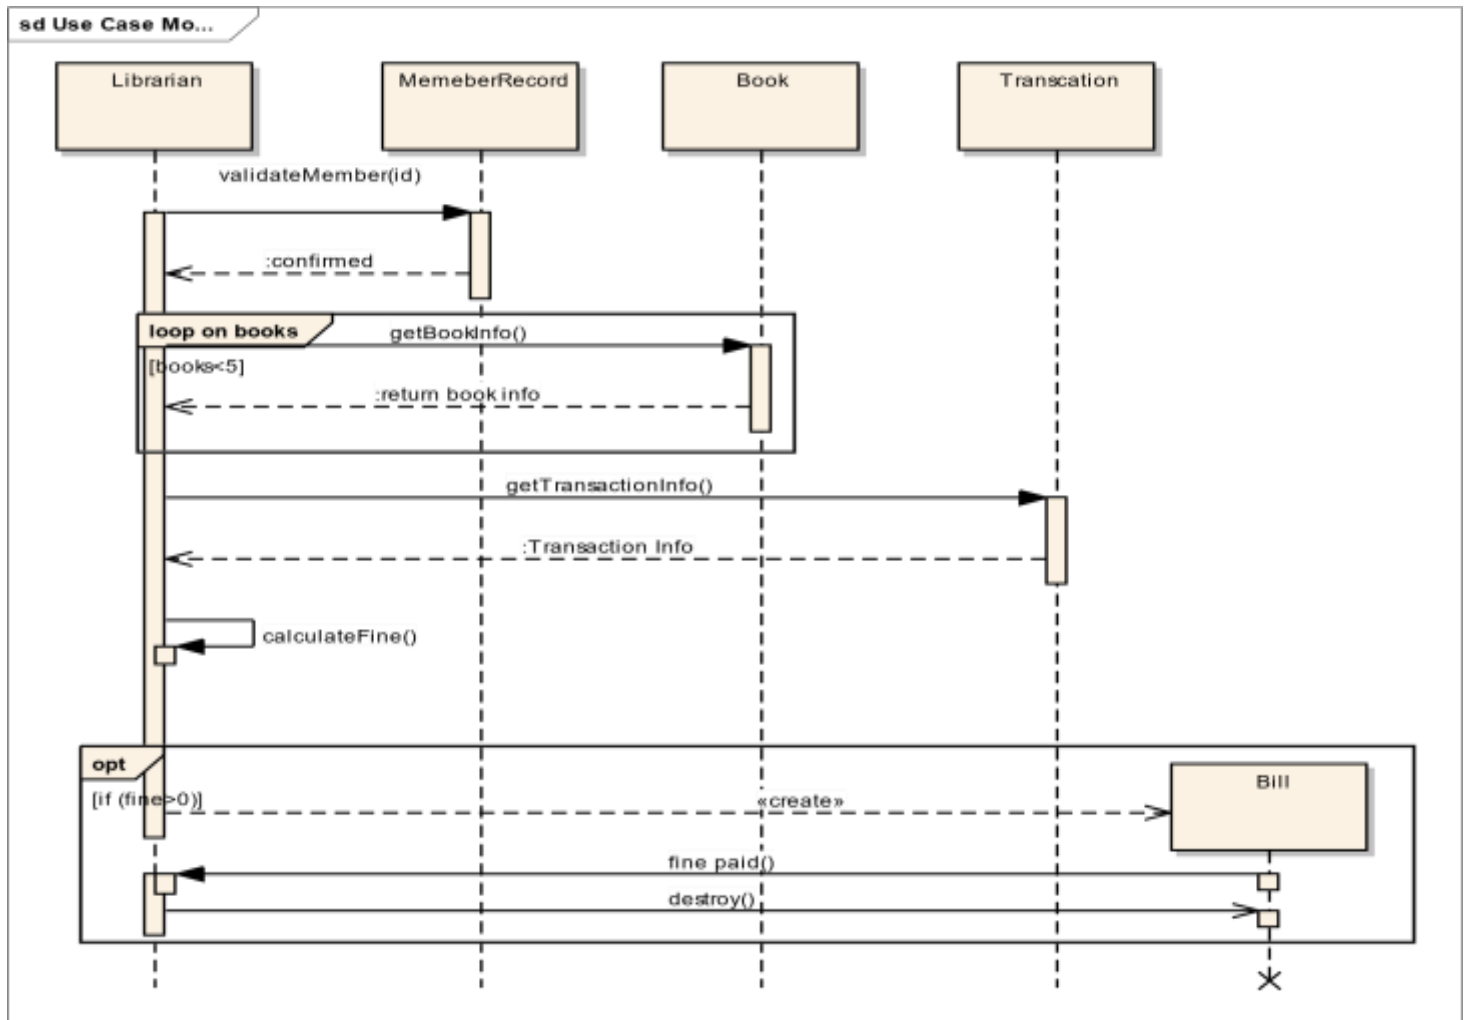 sd Use Case Mo...
Librarian
MemeberRecord
Book
Transcation
validateMember(id)
:confirmed
loop on books
getBookInfo()
[books<5]
:return book info
getTransactionInfo()
:Transaction Info
calculateFine()
opt
Bill
[if (fine>0)]
«create»
fine paid()
destroy()